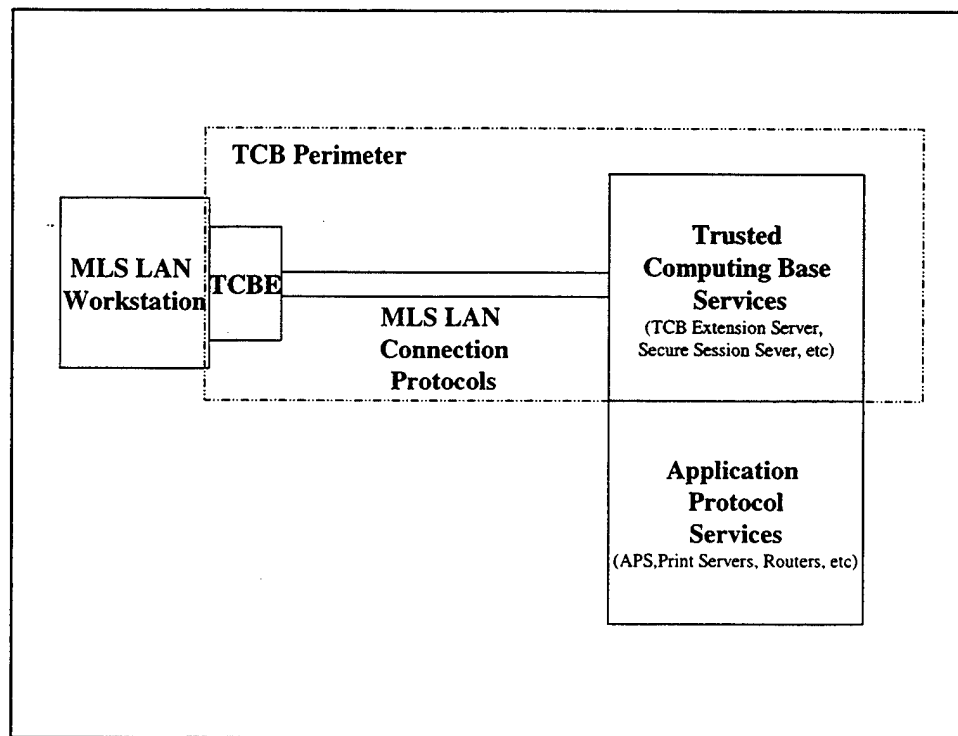 TCB Perimeter
MLS LAN
Workstation
TCBE
MLS LAN
Connection
Protocols
Trusted
Computing Base
Services
(TCB Extension Server,
Secure Session Sever, etc)
Application
Protocol
Services
(APS,Print Servers, Routers, etc)